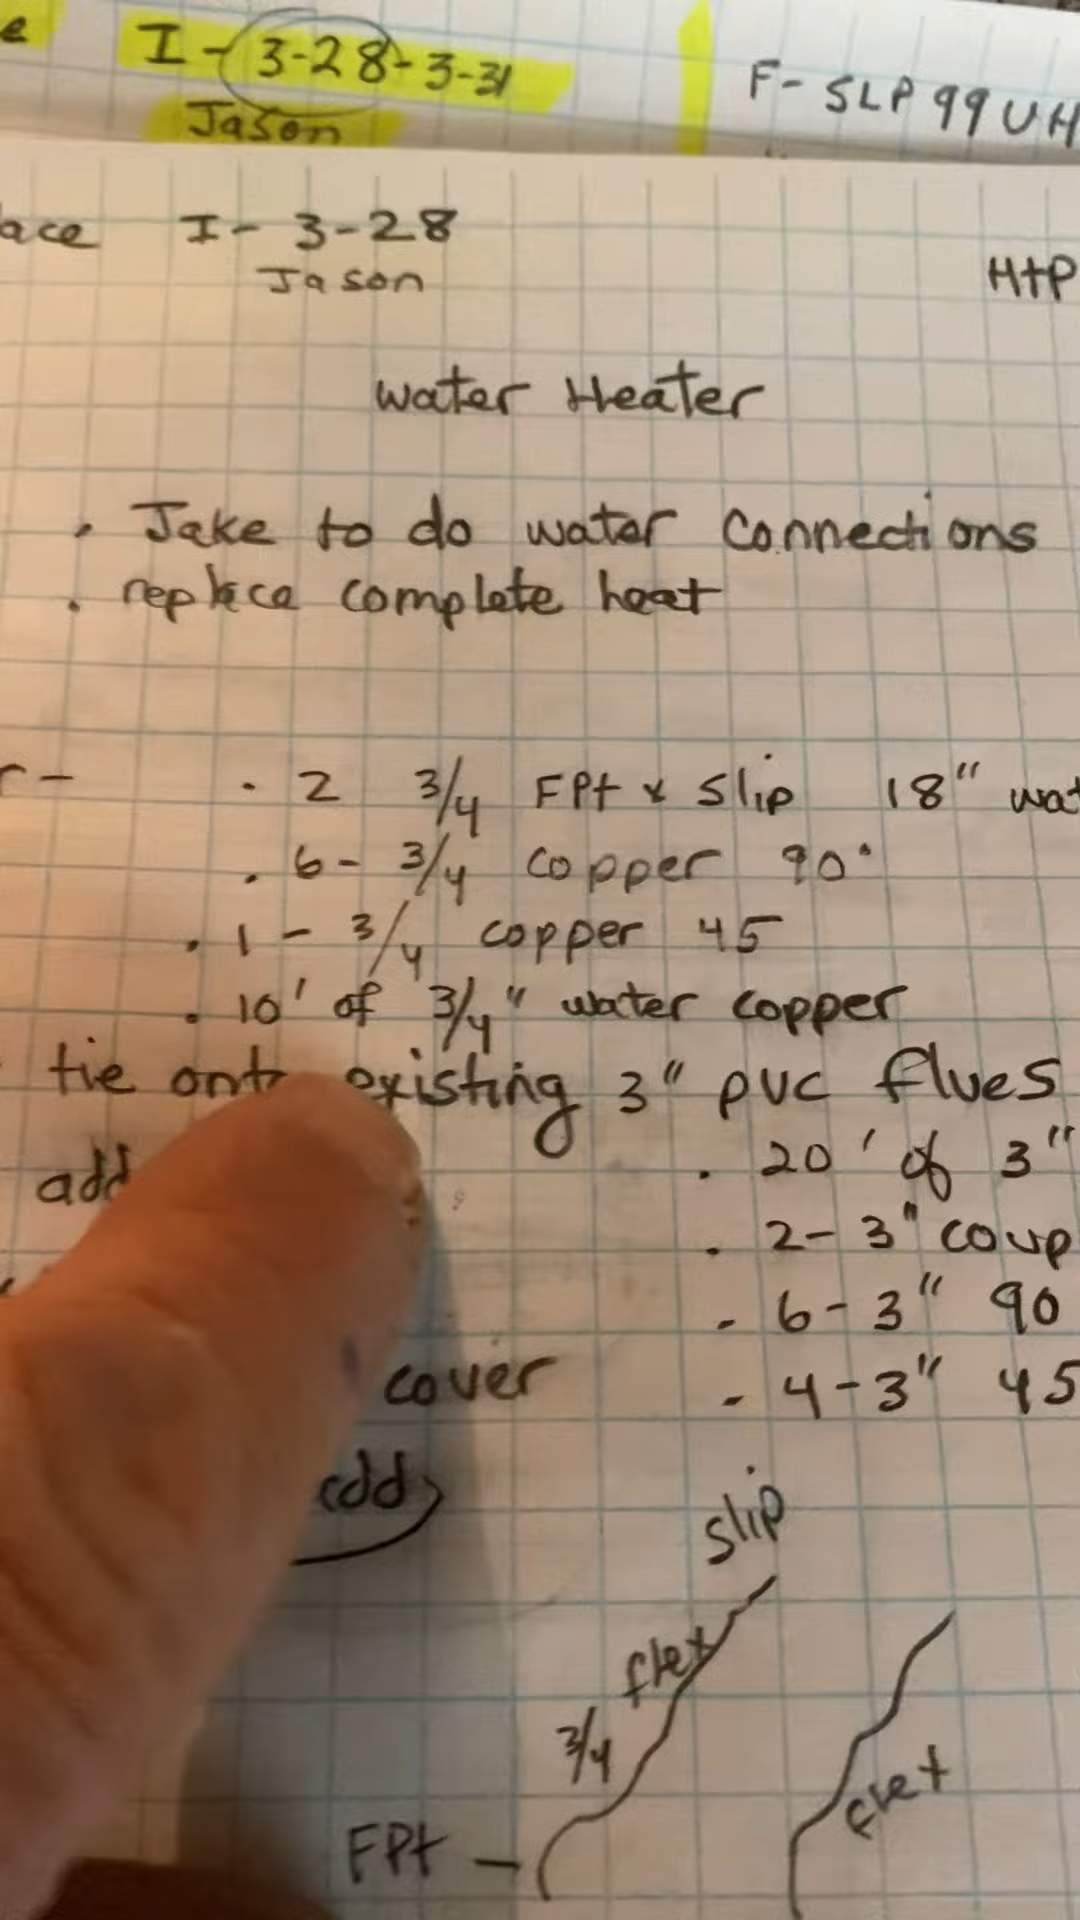 e I - 3-28-3-31 F- SLP 99 UH
Jason
ace I - 3-28
Jason
HtP
Water Heater
. Jake to do water connections
. replace complete heat
r - . 2 3/4 FPt x slip 18" wat
. 6 - 3/4 copper 90°
. 1 - 3/4 copper 45
. 10' of 3/4" water copper
tie onto existing 3" pvc flues
add . 20' of 3"
. 2 - 3" coup
- 6 - 3" 90
cover - 4 - 3" 45
add)
slip
3/4 flex
FPt -